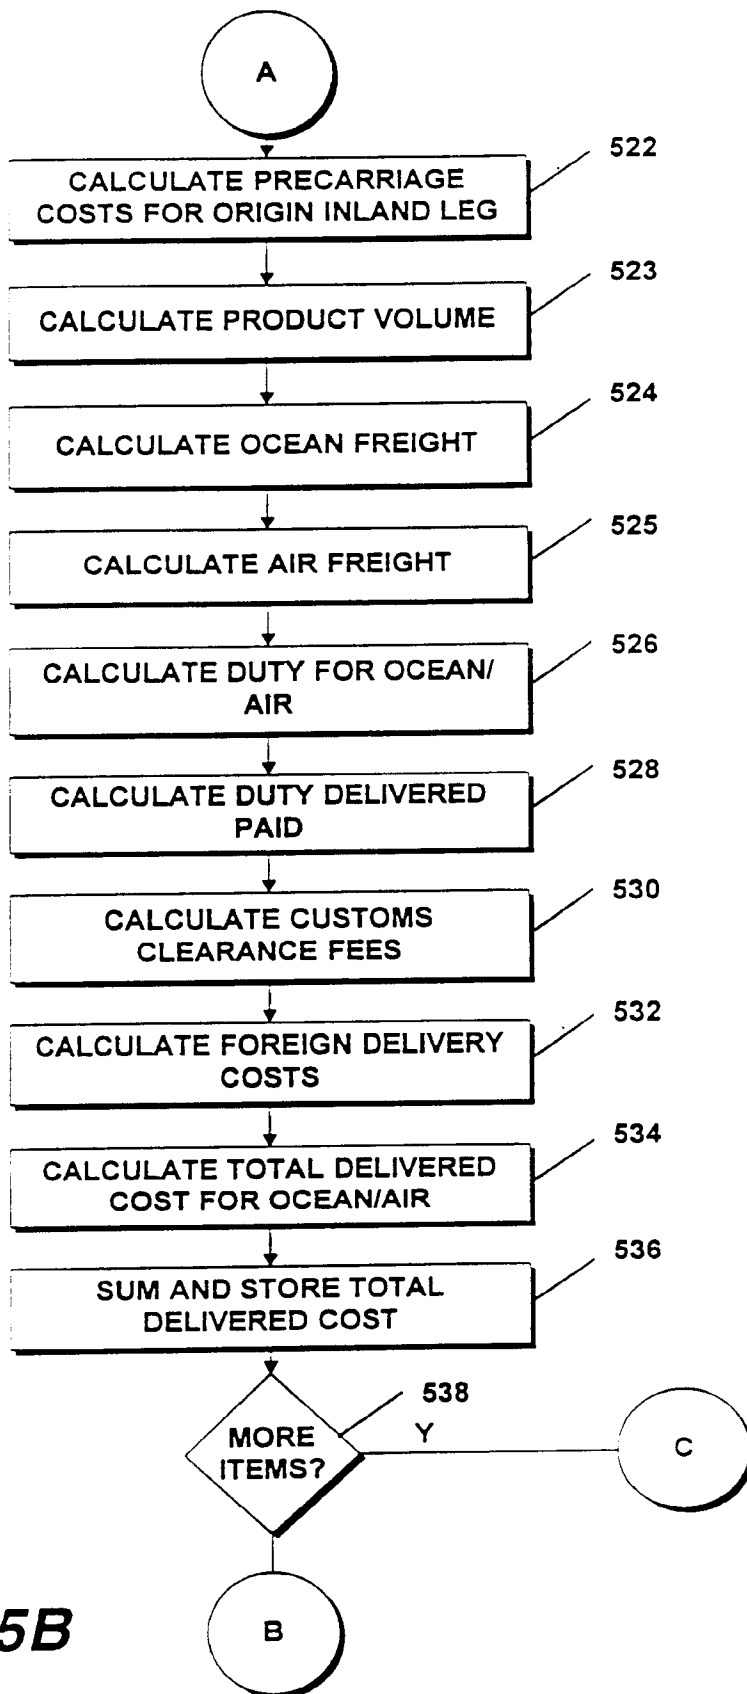 A
522
CALCULATE PRECARRIAGE
COSTS FOR ORIGIN INLAND LEG
523
CALCULATE PRODUCT VOLUME
524
CALCULATE OCEAN FREIGHT
525
CALCULATE AIR FREIGHT
526
CALCULATE DUTY FOR OCEAN/
AIR
528
CALCULATE DUTY DELIVERED
PAID
530
CALCULATE CUSTOMS
CLEARANCE FEES
532
CALCULATE FOREIGN DELIVERY
COSTS
534
CALCULATE TOTAL DELIVERED
COST FOR OCEAN/AIR
536
SUM AND STORE TOTAL
DELIVERED COST
538
MORE
ITEMS?
Y
C
B
5B